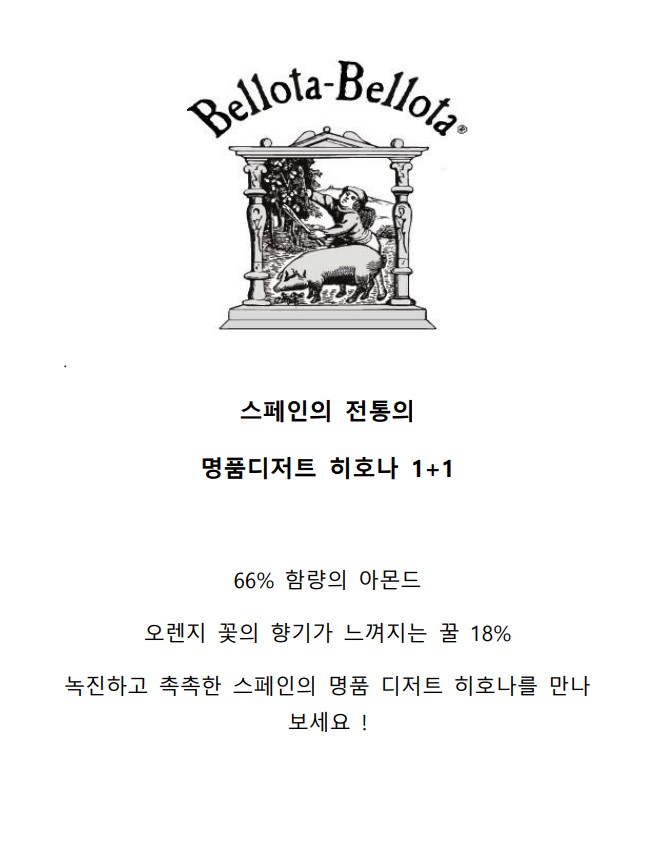 Bellota-Bellota®
.
스페인의 전통의
명품디저트 히호나 1+1
66% 함량의 아몬드
오렌지 꽃의 향기가 느껴지는 꿀 18%
녹진하고 촉촉한 스페인의 명품 디저트 히호나를 만나
보세요 !